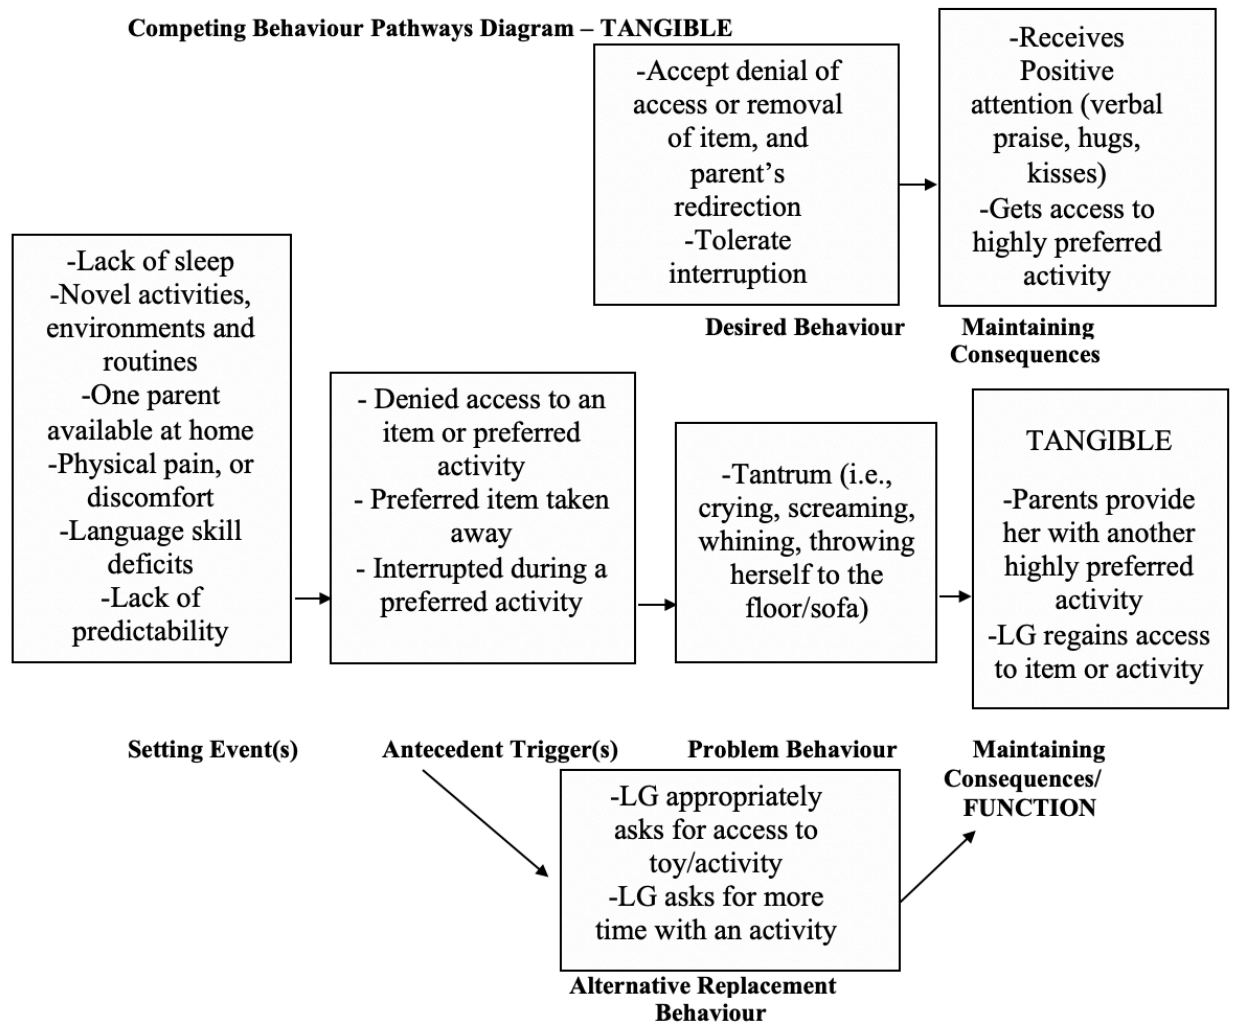 Competing Behaviour Pathways Diagram – TANGIBLE
-Accept denial of
access or removal
of item, and
parent’s
redirection
-Tolerate
interruption
Desired Behaviour
-Receives
Positive
attention (verbal
praise, hugs,
kisses)
-Gets access to
highly preferred
activity
Maintaining
Consequences
-Lack of sleep
-Novel activities,
environments and
routines
-One parent
available at home
-Physical pain, or
discomfort
-Language skill
deficits
-Lack of
predictability
Setting Event(s)
- Denied access to an
item or preferred
activity
- Preferred item taken
away
- Interrupted during a
preferred activity
Antecedent Trigger(s)
-Tantrum (i.e.,
crying, screaming,
whining, throwing
herself to the
floor/sofa)
Problem Behaviour
TANGIBLE
-Parents provide
her with another
highly preferred
activity
-LG regains access
to item or activity
Maintaining
Consequences/
FUNCTION
-LG appropriately
asks for access to
toy/activity
-LG asks for more
time with an activity
Alternative Replacement
Behaviour